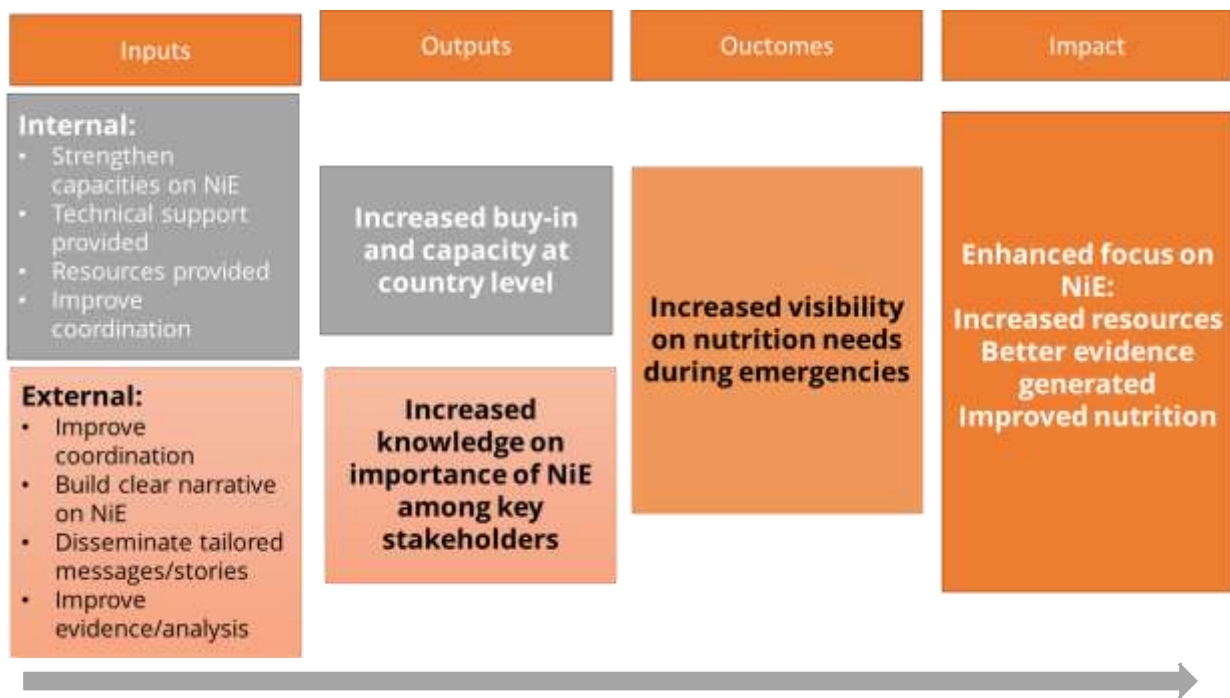 Inputs
Outputs
Ouctomes
Impact
Internal:
• Strengthen
capacities on NiE
• Technical support
provided
• Resources provided
• Improve
coordination
External:
• Improve
coordination
• Build clear narrative
on NiE
• Disseminate tailored
messages/stories
• Improve
evidence/analysis
Increased buy-in
and capacity at
country level
Increased
knowledge on
importance of NiE
among key
stakeholders
Increased visibility
on nutrition needs
during emergencies
Enhanced focus on
NiE:
Increased resources
Better evidence
generated
Improved nutrition